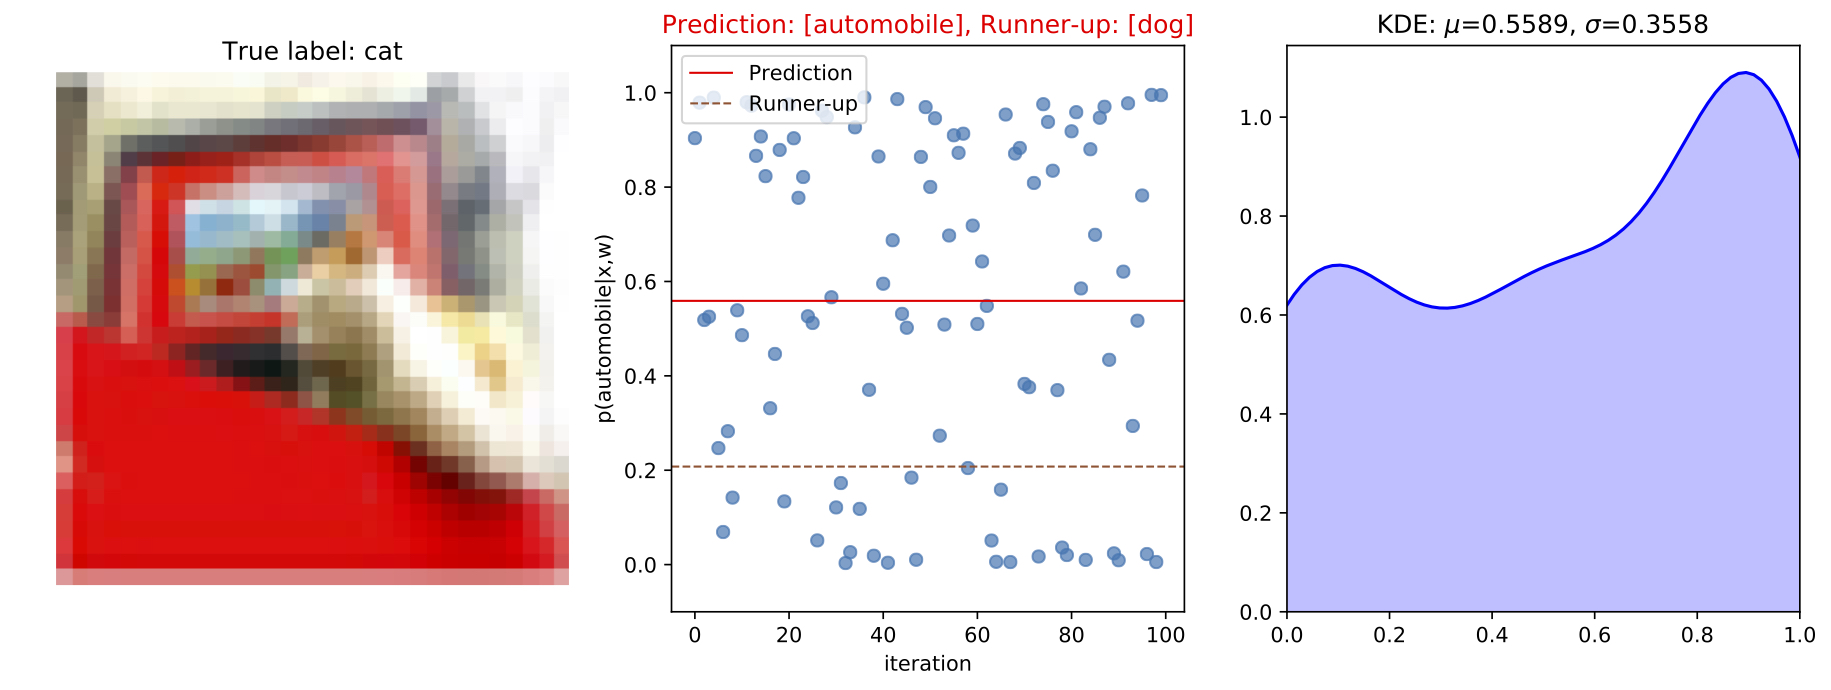 True label: cat
Prediction: [automobile], Runner-up: [dog]
Prediction
Runner-up
p(automobile|x,w)
1.0
0.8
0.6
0.4
0.2
0.0
0 20 40 60 80 100
iteration
KDE: μ=0.5589, σ=0.3558
1.0
0.8
0.6
0.4
0.2
0.0
0.0 0.2 0.4 0.6 0.8 1.0